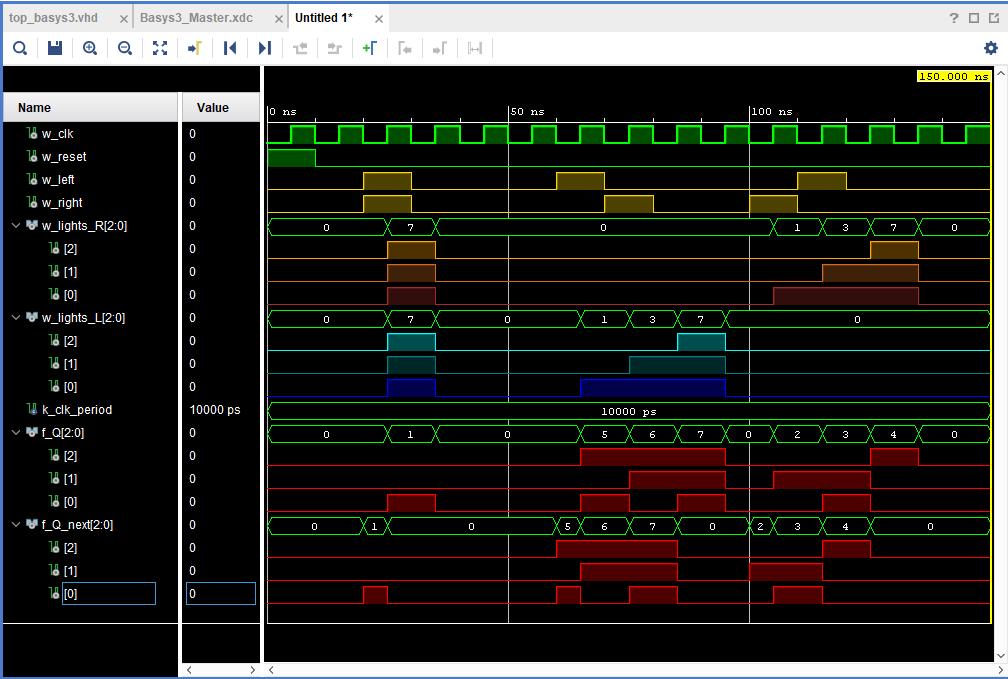 top_basys3.vhd × Basys3_Master.xdc × Untitled 1* × ?
150.000 ns
Name Value 0 ns 50 ns 100 ns
w_clk 0
w_reset 0
w_left 0
w_right 0
w_lights_R[2:0] 0 0 7 0 1 3 7 0
[2] 0
[1] 0
[0] 0
w_lights_L[2:0] 0 0 7 0 1 3 7 0
[2] 0
[1] 0
[0] 0
k_clk_period 10000 ps 10000 ps
f_Q[2:0] 0 0 1 0 5 6 7 0 2 3 4 0
[2] 0
[1] 0
[0] 0
f_Q_next[2:0] 0 0 1 0 5 6 7 0 2 3 4 0
[2] 0
[1] 0
[0] 0